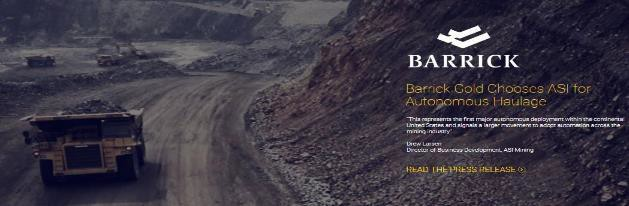 BARRICK
Barrick Gold Chooses ASI for
Autonomous Haulage
"This represents the first major autonomous deployment within the continental
United States and signals a larger movement to adopt automation across the
mining industry"
Drew Larsen
Director of Business Development, ASI Mining
READ THE PRESS RELEASE